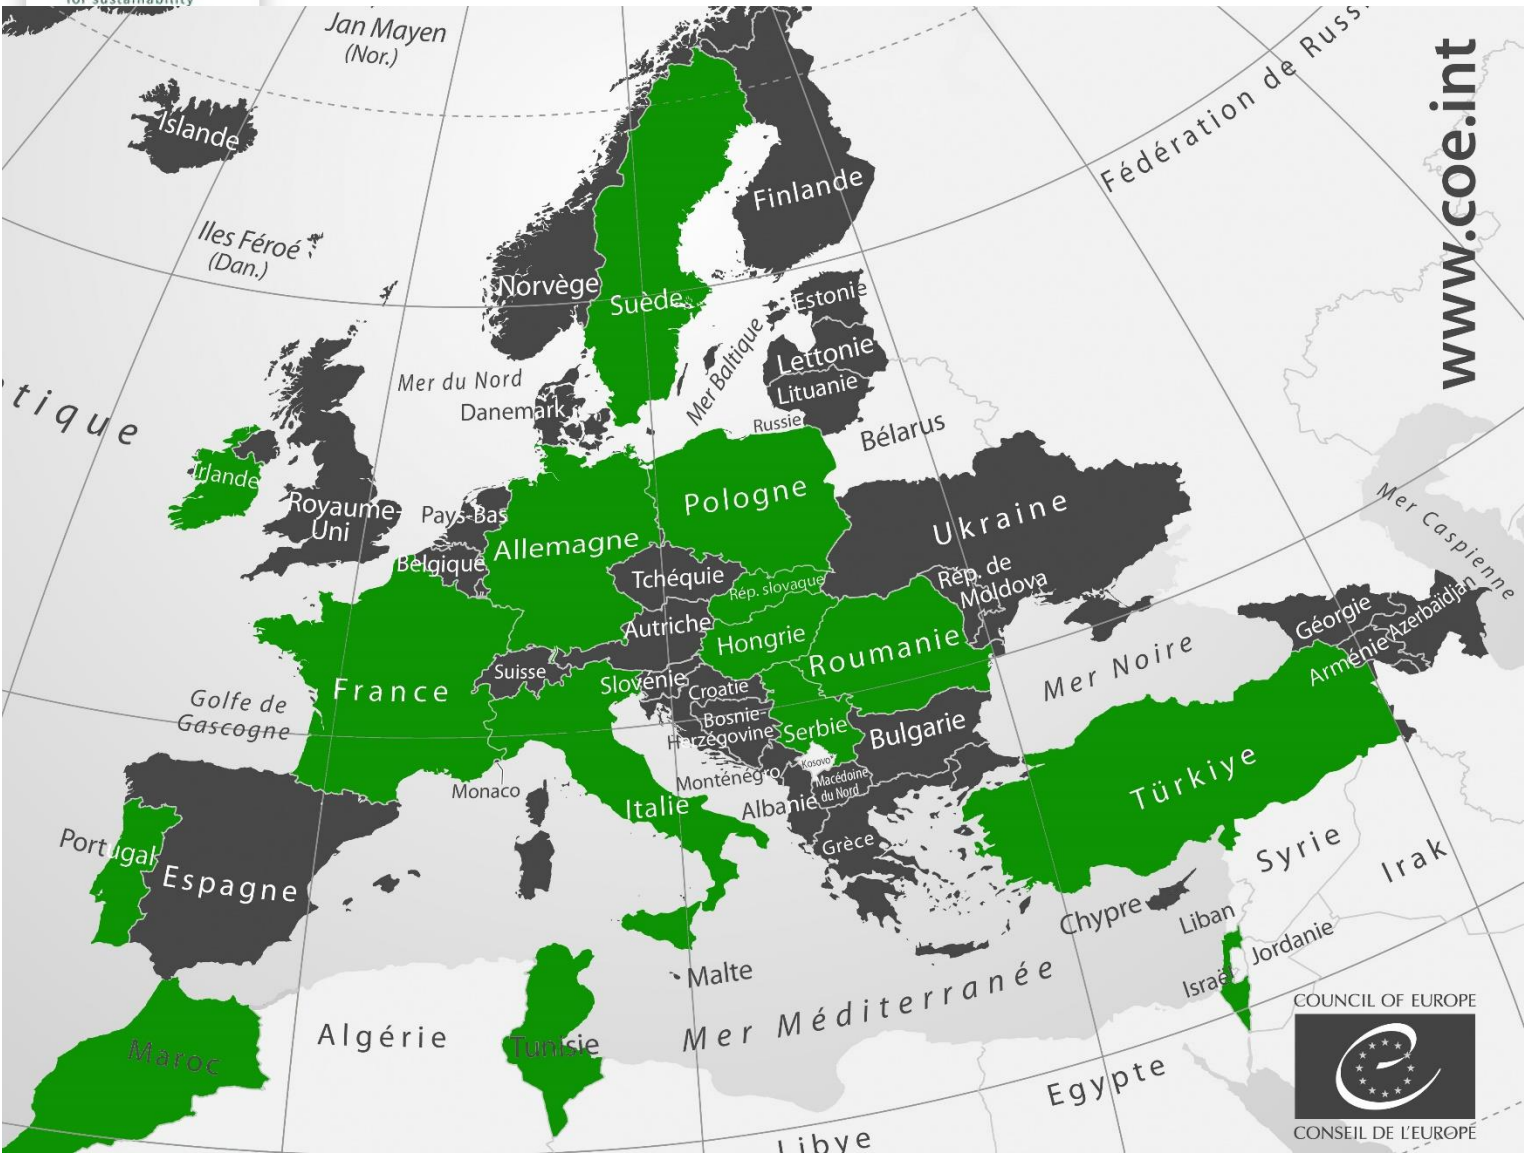 for sustainability
Jan Mayen
(Nor.)
Islande
Fédération de Russ
www.coe.int
Finlande
Iles Féroé
(Dan.)
Norvège
Suède
Estonie
Mer Baltique
Lettonie
Lituanie
Mer du Nord
Danemark
tique
Russie
Bélarus
Irlande
Royaume-
Uni
Pays-Bas
Belgique
Allemagne
Pologne
Ukraine
Mer Caspienne
Tchéquie
Rép. slovaque
Rép. de
Moldova
Autriche
Hongrie
Roumanie
Géorgie
Azerbaïdjan
Arménie
Suisse
France
Slovénie
Croatie
Mer Noire
Golfe de
Gascogne
Bosnie-
Herzégovine
Serbie
Bulgarie
Kosovo*
Monténégro
Macédoine
du Nord
Monaco
Italie
Albanie
Türkiye
Portugal
Espagne
Grèce
Syrie
Irak
Chypre
Liban
Jordanie
Malte
Israël
Mer Méditerranée
Algérie
Tunisie
Maroc
Egypte
Libye
COUNCIL OF EUROPE
CONSEIL DE L'EUROPE